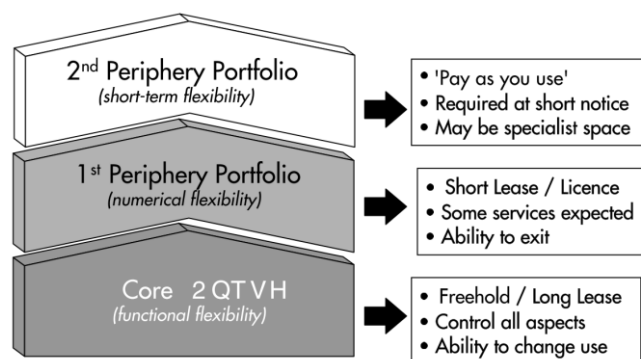 2nd Periphery Portfolio
(short-term flexibility)
• 'Pay as you use'
• Required at short notice
• May be specialist space
1st Periphery Portfolio
(numerical flexibility)
• Short Lease / Licence
• Some services expected
• Ability to exit
Core 2 QT V H
(functional flexibility)
• Freehold / Long Lease
• Control all aspects
• Ability to change use